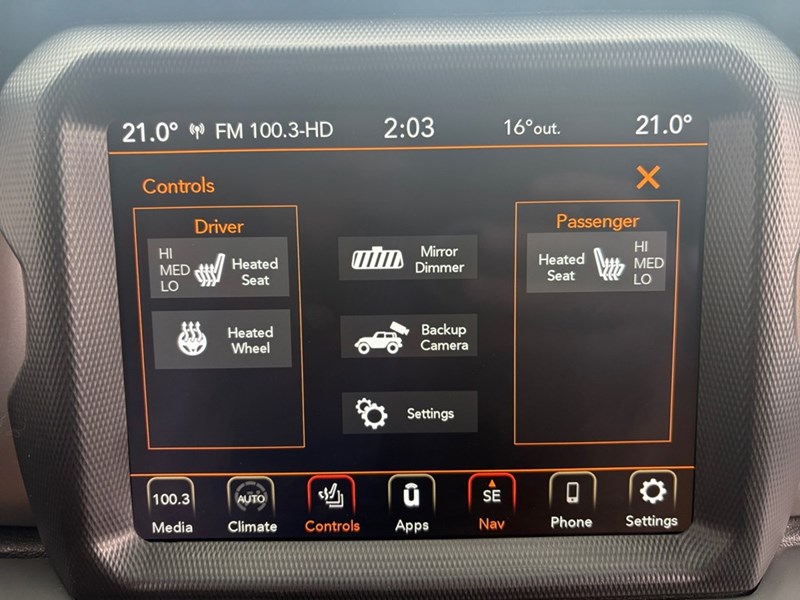 21.0° FM 100.3-HD 2:03 16°out. 21.0°
Controls
Driver
HI
MED
LO
Heated
Seat
Heated
Wheel
Mirror
Dimmer
Backup
Camera
Settings
Passenger
Heated
Seat
HI
MED
LO
100.3 AUTO SE
Media Climate Controls Apps Nav Phone Settings